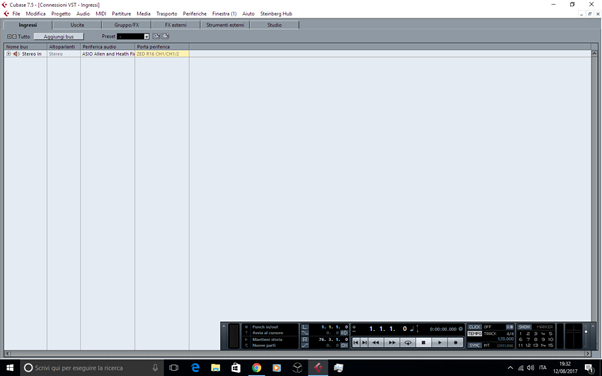 Cubase 7.5 - [Connessioni VST - Ingressi]
File Modifica Progetto Audio MIDI Partiture Media Trasporto Periferiche Finestra (1) Aiuto Steinberg Hub
Ingressi Uscite Gruppo/FX FX esterni Strumenti esterni Studio
Tutto Aggiungi bus Preset -
Nome bus Altoparlanti Periferica audio Porta periferica
Stereo In Stereo ASIO Allen and Heath ZED R16 CH1/CH1/2
Punch in/out
Avvia al cursore
Mantieni storia
Nuove parti
L 1. 1. 1. 0
R 76. 3. 1. 0
1. 1. 1. 0 0:00:00.000
CLICK OFF
TEMPO TRACK 4/4
120.000
SYNC INT. OFFLINE
SHOW MARKER
1 2 3 4 5
6 7 8 9 10
11 12 13 14 15
Scrivi qui per eseguire la ricerca
ITA
19:32
12/08/2017